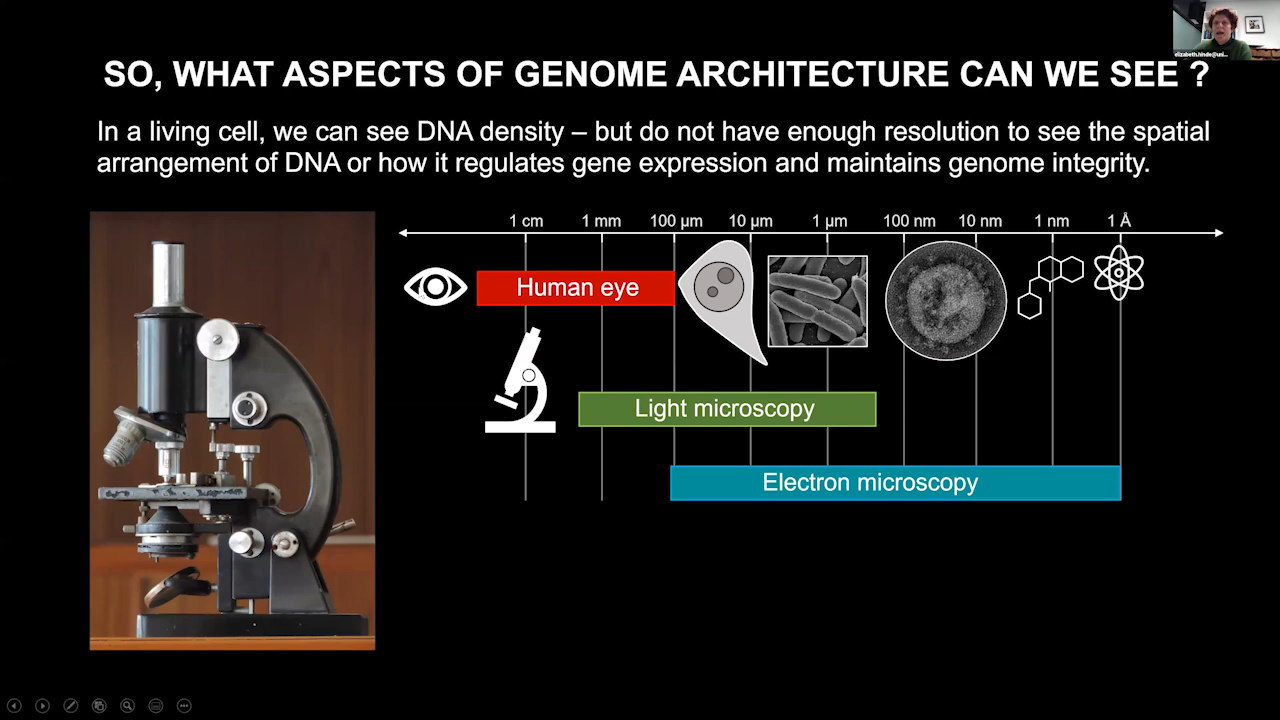 elizabeth.hinde@uni...
SO, WHAT ASPECTS OF GENOME ARCHITECTURE CAN WE SEE ?
In a living cell, we can see DNA density – but do not have enough resolution to see the spatial
arrangement of DNA or how it regulates gene expression and maintains genome integrity.
1 cm 1 mm 100 µm 10 µm 1 µm 100 nm 10 nm 1 nm 1 Å
Human eye
Light microscopy
Electron microscopy